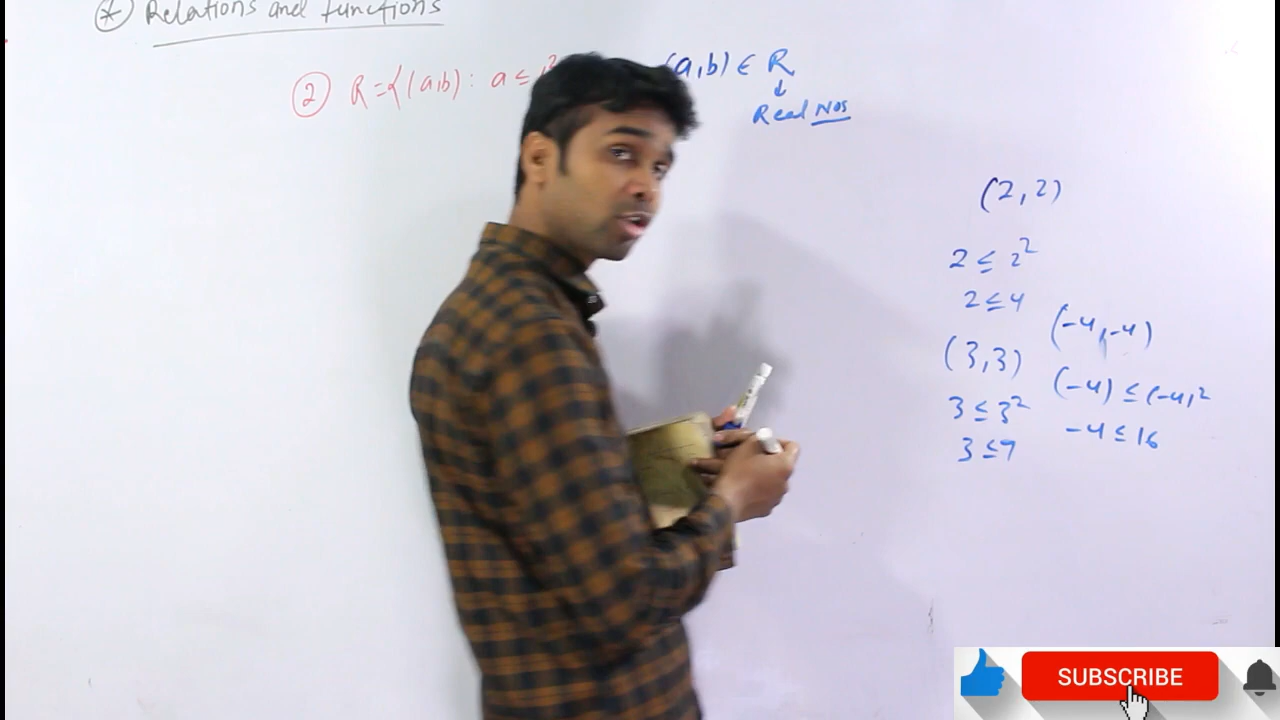 * Relations and functions
② R = {(a,b) : a ≤
(a,b) ∈ R
↓
Real Nos
(2,2)
2 ≤ 2²
2 ≤ 4
(-4,-4)
(3,3)
(-4) ≤ (-4)²
3 ≤ 3²
-4 ≤ 16
3 ≤ 9
SUBSCRIBE